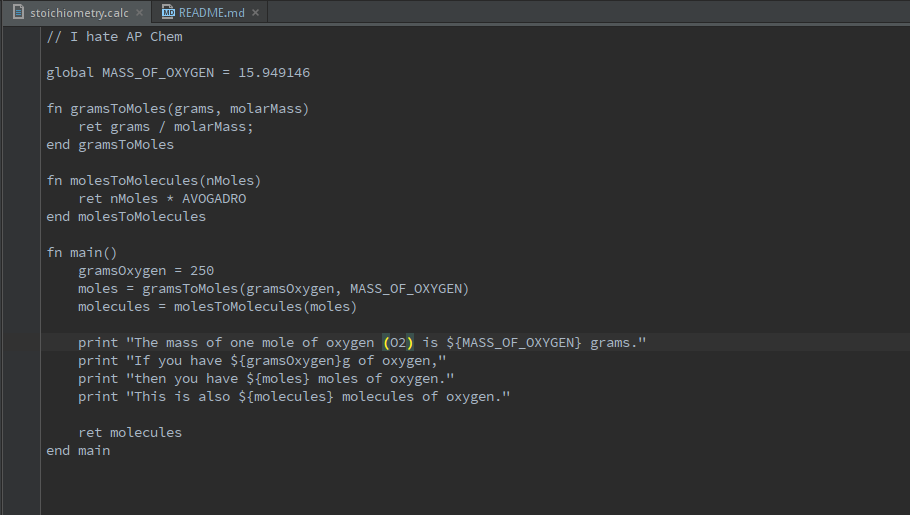 stoichiometry.calc README.md
// I hate AP Chem
global MASS_OF_OXYGEN = 15.949146
fn gramsToMoles(grams, molarMass)
    ret grams / molarMass;
end gramsToMoles
fn molesToMolecules(nMoles)
    ret nMoles * AVOGADRO
end molesToMolecules
fn main()
    gramsOxygen = 250
    moles = gramsToMoles(gramsOxygen, MASS_OF_OXYGEN)
    molecules = molesToMolecules(moles)
    print "The mass of one mole of oxygen (O2) is ${MASS_OF_OXYGEN} grams."
    print "If you have ${gramsOxygen}g of oxygen,"
    print "then you have ${moles} moles of oxygen."
    print "This is also ${molecules} molecules of oxygen."
    ret molecules
end main